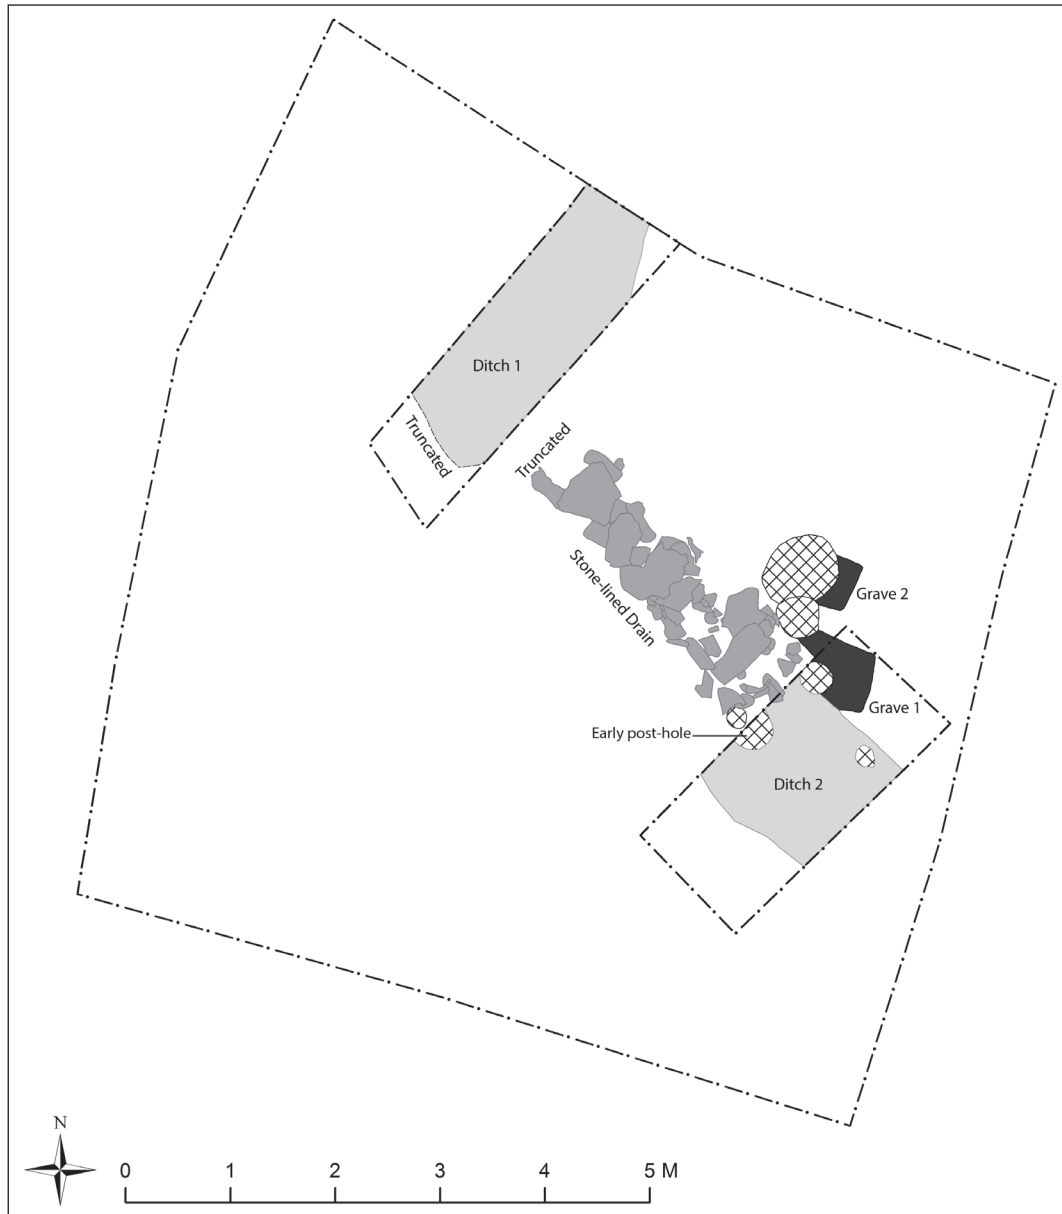 Ditch 1
Truncated
Truncated
Stone-lined Drain
Grave 2
Grave 1
Early post-hole
Ditch 2
N
0 1 2 3 4 5 M